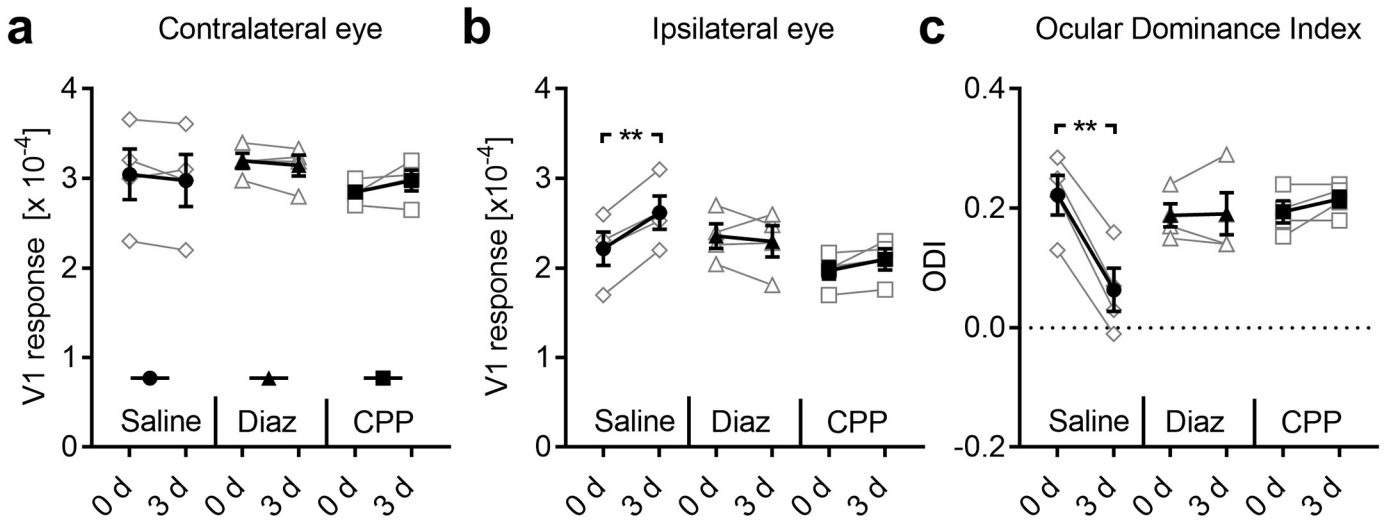 a Contralateral eye
V1 response [x 10-4]
4
3
2
1
0
Saline Diaz CPP
0 d 3 d 0 d 3 d 0 d 3 d
b Ipsilateral eye
V1 response [x10-4]
4
3
2
1
0
**
Saline Diaz CPP
0 d 3 d 0 d 3 d 0 d 3 d
c Ocular Dominance Index
ODI
0.4
0.2
0.0
-0.2
**
Saline Diaz CPP
0 d 3 d 0 d 3 d 0 d 3 d